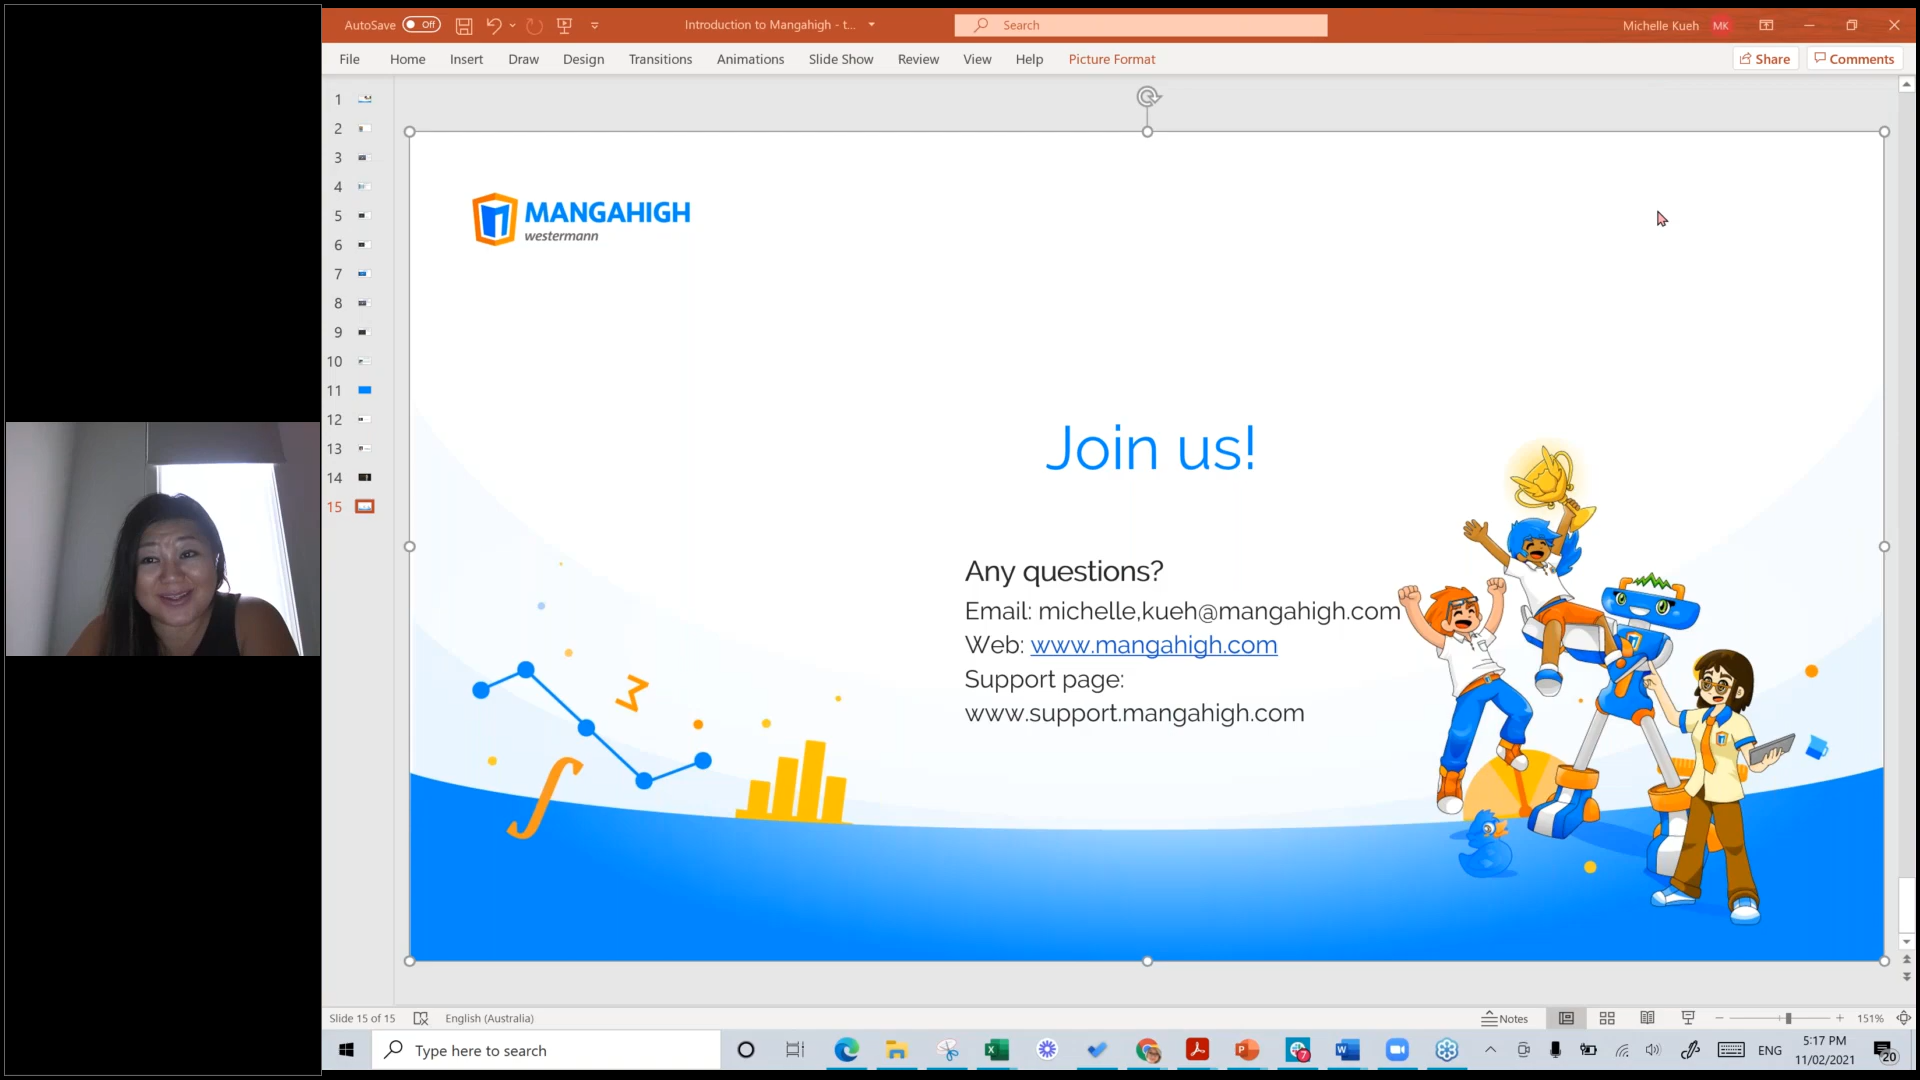 AutoSave Off
Introduction to Mangahigh - t...
Search
Michelle Kueh MK
File Home Insert Draw Design Transitions Animations Slide Show Review View Help Picture Format
Share Comments
1
2
3
4
5
6
7
8
9
10
11
12
13
14
15
MANGAHIGH
westermann
Join us!
Any questions?
Email: michelle,kueh@mangahigh.com
Web: www.mangahigh.com
Support page:
www.support.mangahigh.com
Slide 15 of 15 English (Australia) Notes 151%
Type here to search
7
ENG
5:17 PM
11/02/2021
20